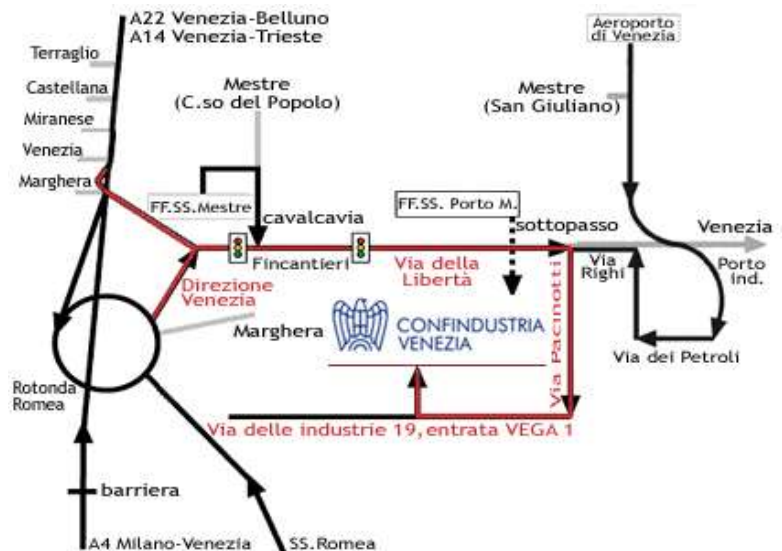 A22 Venezia-Belluno
A14 Venezia-Trieste
Aeroporto
di Venezia
Terraglio
Castellana
Miranese
Venezia
Marghera
Mestre
(C.so del Popolo)
Mestre
(San Giuliano)
FF.SS.Mestre
cavalcavia
FF.SS. Porto M.
sottopasso
Venezia
Fincantieri
Via della
Libertà
Via
Righi
Porto
ind.
Direzione
Venezia
Via Pacinotti
Marghera
CONFINDUSTRIA
VENEZIA
Via dei Petroli
Rotonda
Romea
Via delle industrie 19, entrata VEGA 1
barriera
A4 Milano-Venezia
SS.Romea